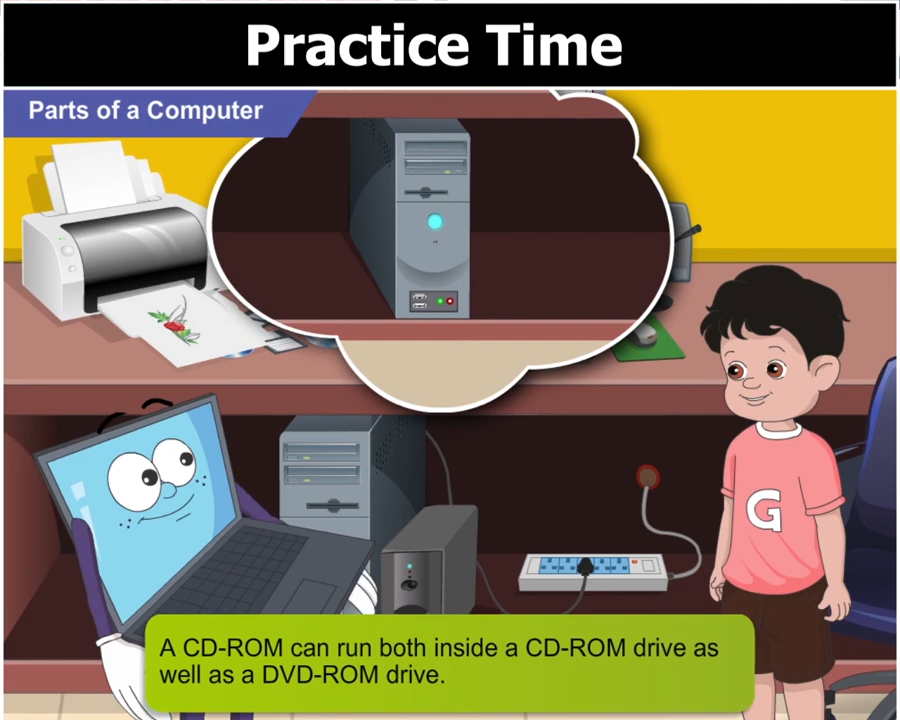 Practice Time
Parts of a Computer
G
A CD-ROM can run both inside a CD-ROM drive as
well as a DVD-ROM drive.